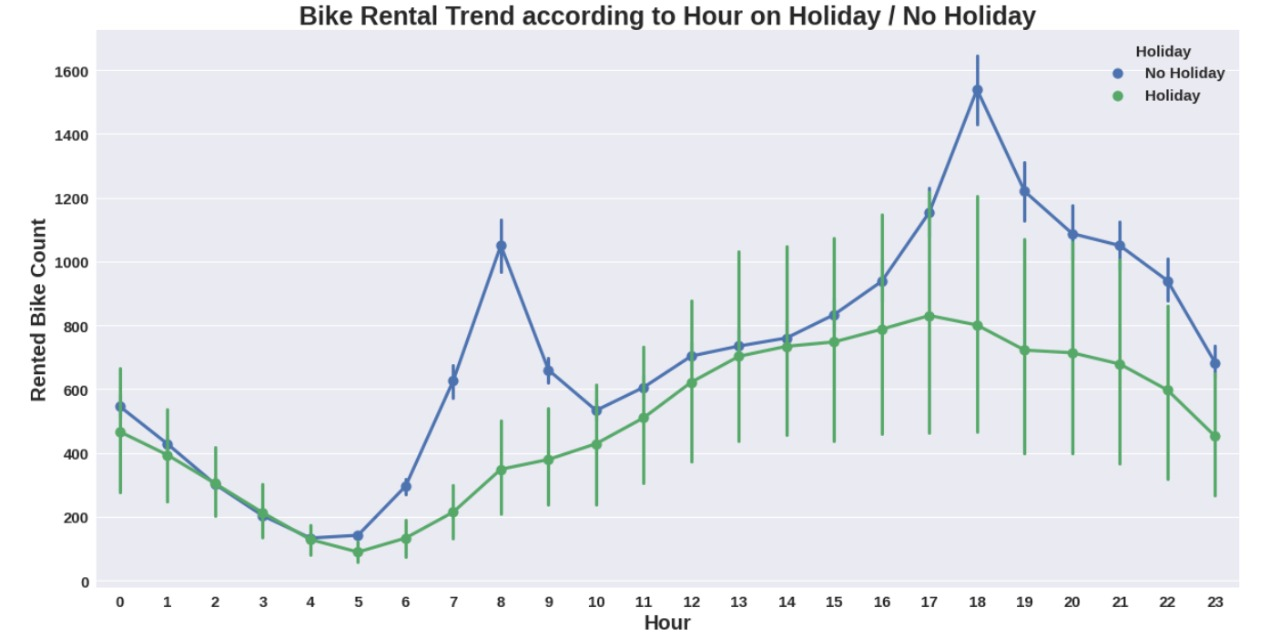 Bike Rental Trend according to Hour on Holiday / No Holiday
Holiday
No Holiday
Holiday
Rented Bike Count
1600
1400
1200
1000
800
600
400
200
0
0 1 2 3 4 5 6 7 8 9 10 11 12 13 14 15 16 17 18 19 20 21 22 23
Hour